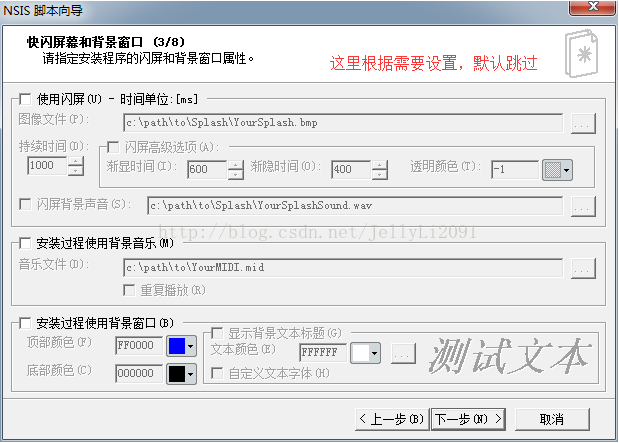 NSIS 脚本向导
快闪屏幕和背景窗口 (3/8)
请指定安装程序的闪屏和背景窗口属性。
这里根据需要设置，默认跳过
使用闪屏(U) - 时间单位:[ms]
图像文件(P):
c:\path\to\Splash\YourSplash.bmp
...
持续时间(D):
闪屏高级选项(A):
1000
渐显时间(I):
600
渐隐时间(O):
400
透明颜色(T):
-1
闪屏背景声音(S):
c:\path\to\Splash\YourSplashSound.wav
...
http://blog.csdn.net/JellyLi2091
安装过程使用背景音乐(M)
音乐文件(D):
c:\path\to\YourMIDI.mid
...
重复播放(R)
安装过程使用背景窗口(B)
顶部颜色(F)
FF0000
显示背景文本标题(G)
文本颜色(E)
FFFFFF
...
测试文本
底部颜色(C)
000000
自定义文本字体(H)
< 上一步(B)
下一步(N) >
取消